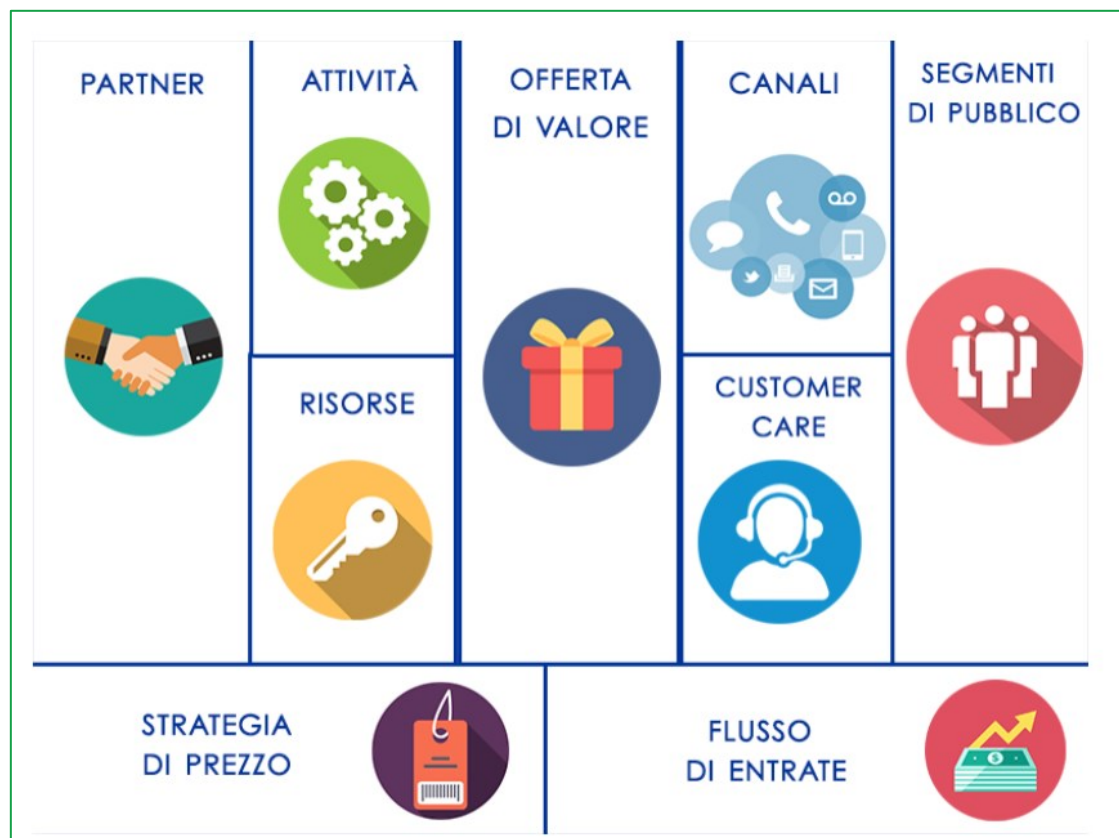 PARTNER
ATTIVITÀ
RISORSE
OFFERTA
DI VALORE
CANALI
CUSTOMER
CARE
SEGMENTI
DI PUBBLICO
STRATEGIA
DI PREZZO
FLUSSO
DI ENTRATE